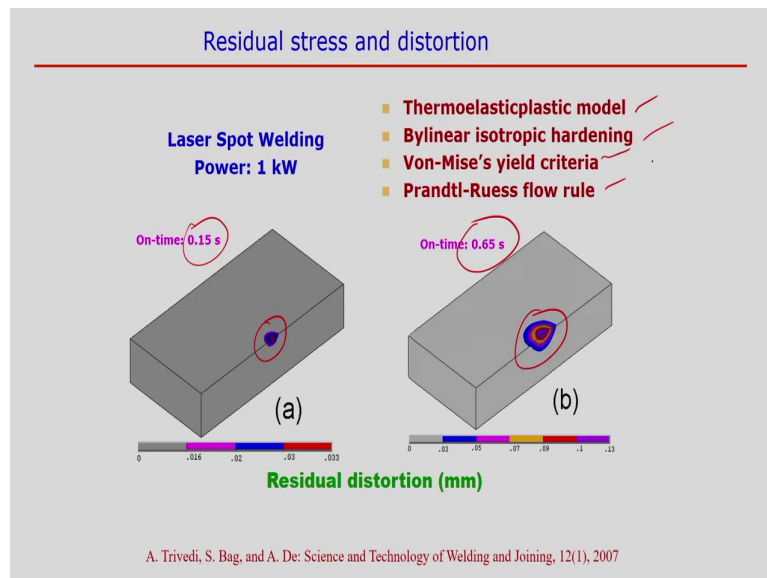 Residual stress and distortion
Laser Spot Welding
Power: 1 kW
Thermoelasticplastic model
Bylinear isotropic hardening
Von-Mise's yield criteria
Prandtl-Ruess flow rule
On-time: 0.15 s
On-time: 0.65 s
(a)
(b)
0 .016 .02 .03 .033
0 .03 .05 .07 .09 .1 .13
Residual distortion (mm)
A. Trivedi, S. Bag, and A. De: Science and Technology of Welding and Joining, 12(1), 2007